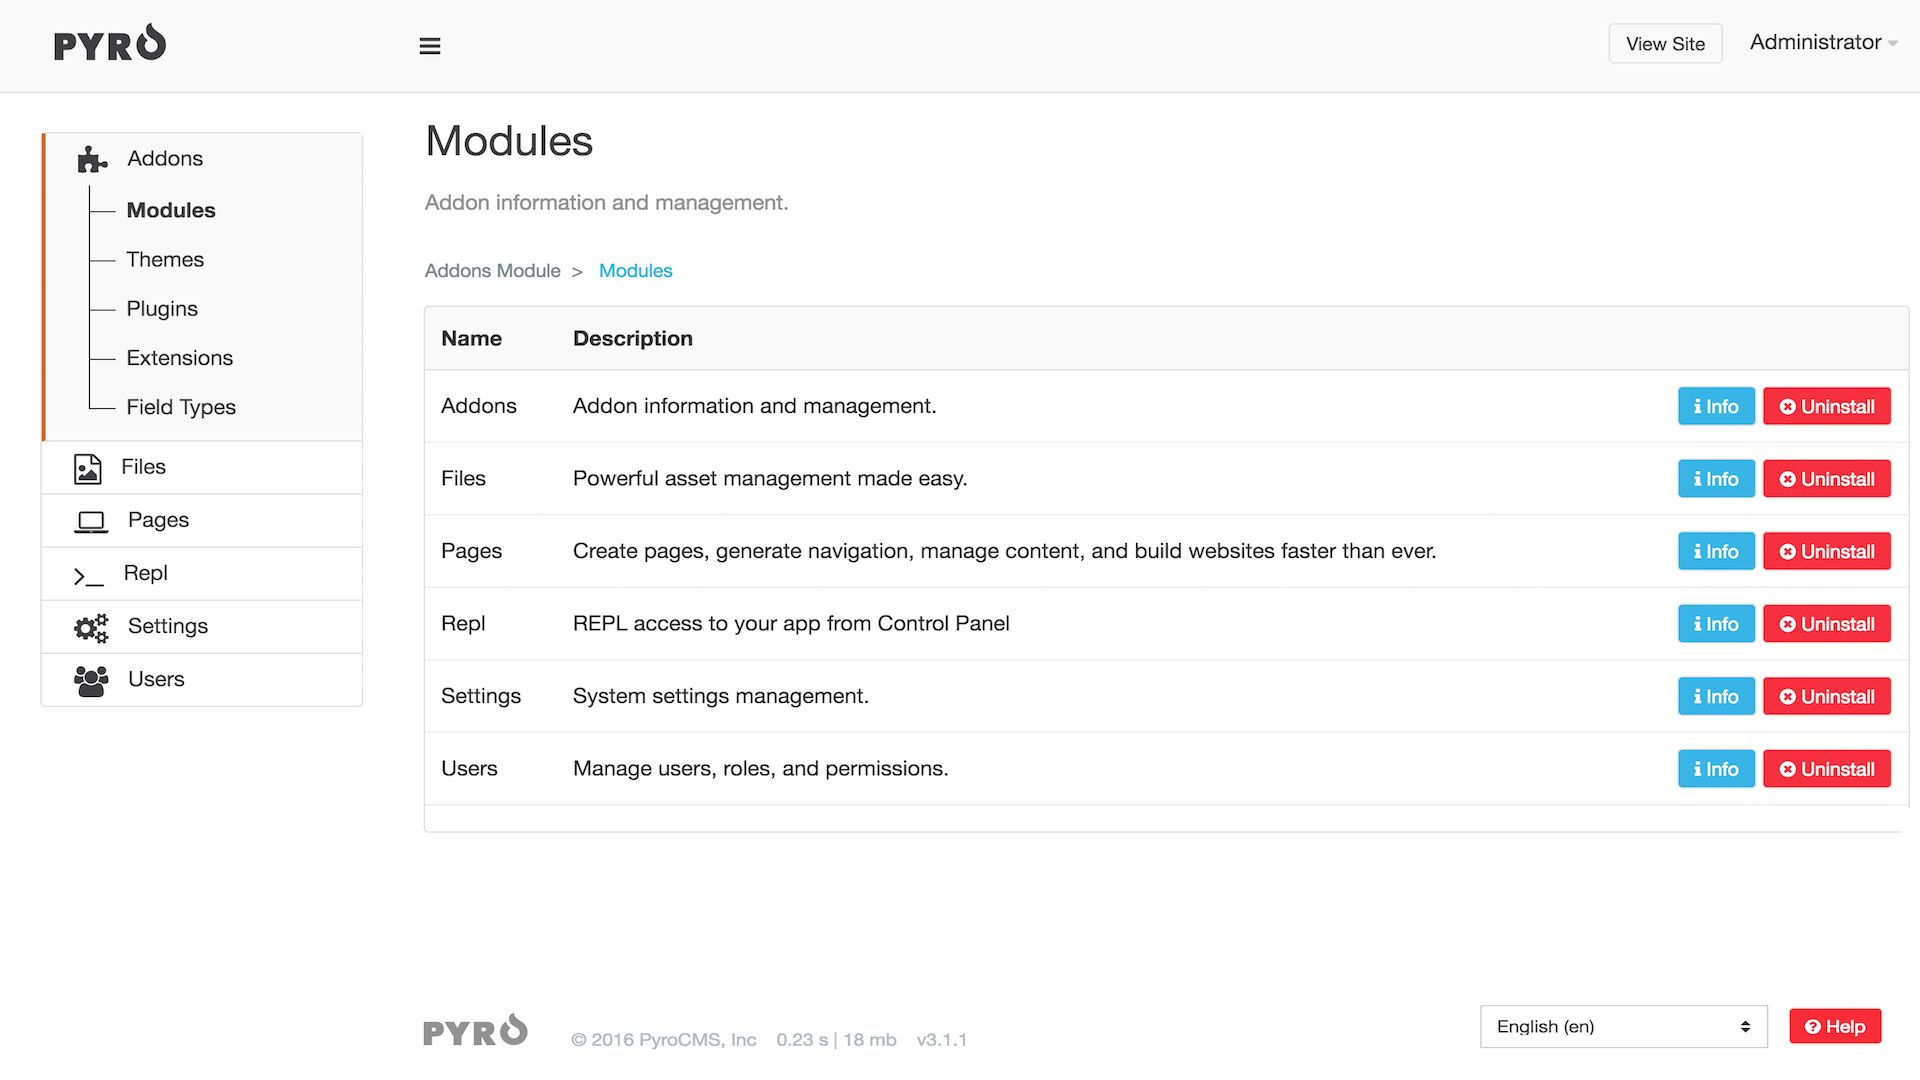 PYRO
View Site
Administrator
Addons
Modules
Themes
Plugins
Extensions
Field Types
Files
Pages
Repl
Settings
Users
Modules
Addon information and management.
Addons Module > Modules
Name Description
Addons Addon information and management. Info Uninstall
Files Powerful asset management made easy. Info Uninstall
Pages Create pages, generate navigation, manage content, and build websites faster than ever. Info Uninstall
Repl REPL access to your app from Control Panel Info Uninstall
Settings System settings management. Info Uninstall
Users Manage users, roles, and permissions. Info Uninstall
PYRO © 2016 PyroCMS, Inc 0.23 s | 18 mb v3.1.1
English (en)
Help